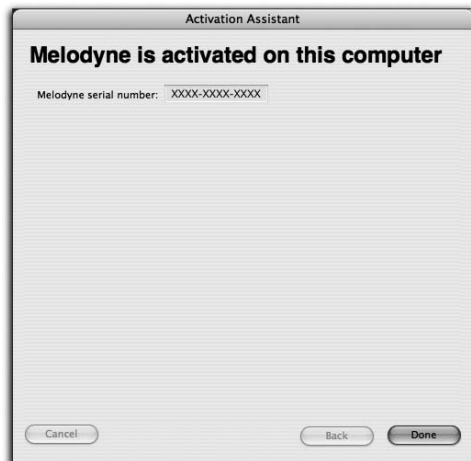 Activation Assistant
Melodyne is activated on this computer
Melodyne serial number: XXXX-XXXX-XXXX
Cancel Back Done